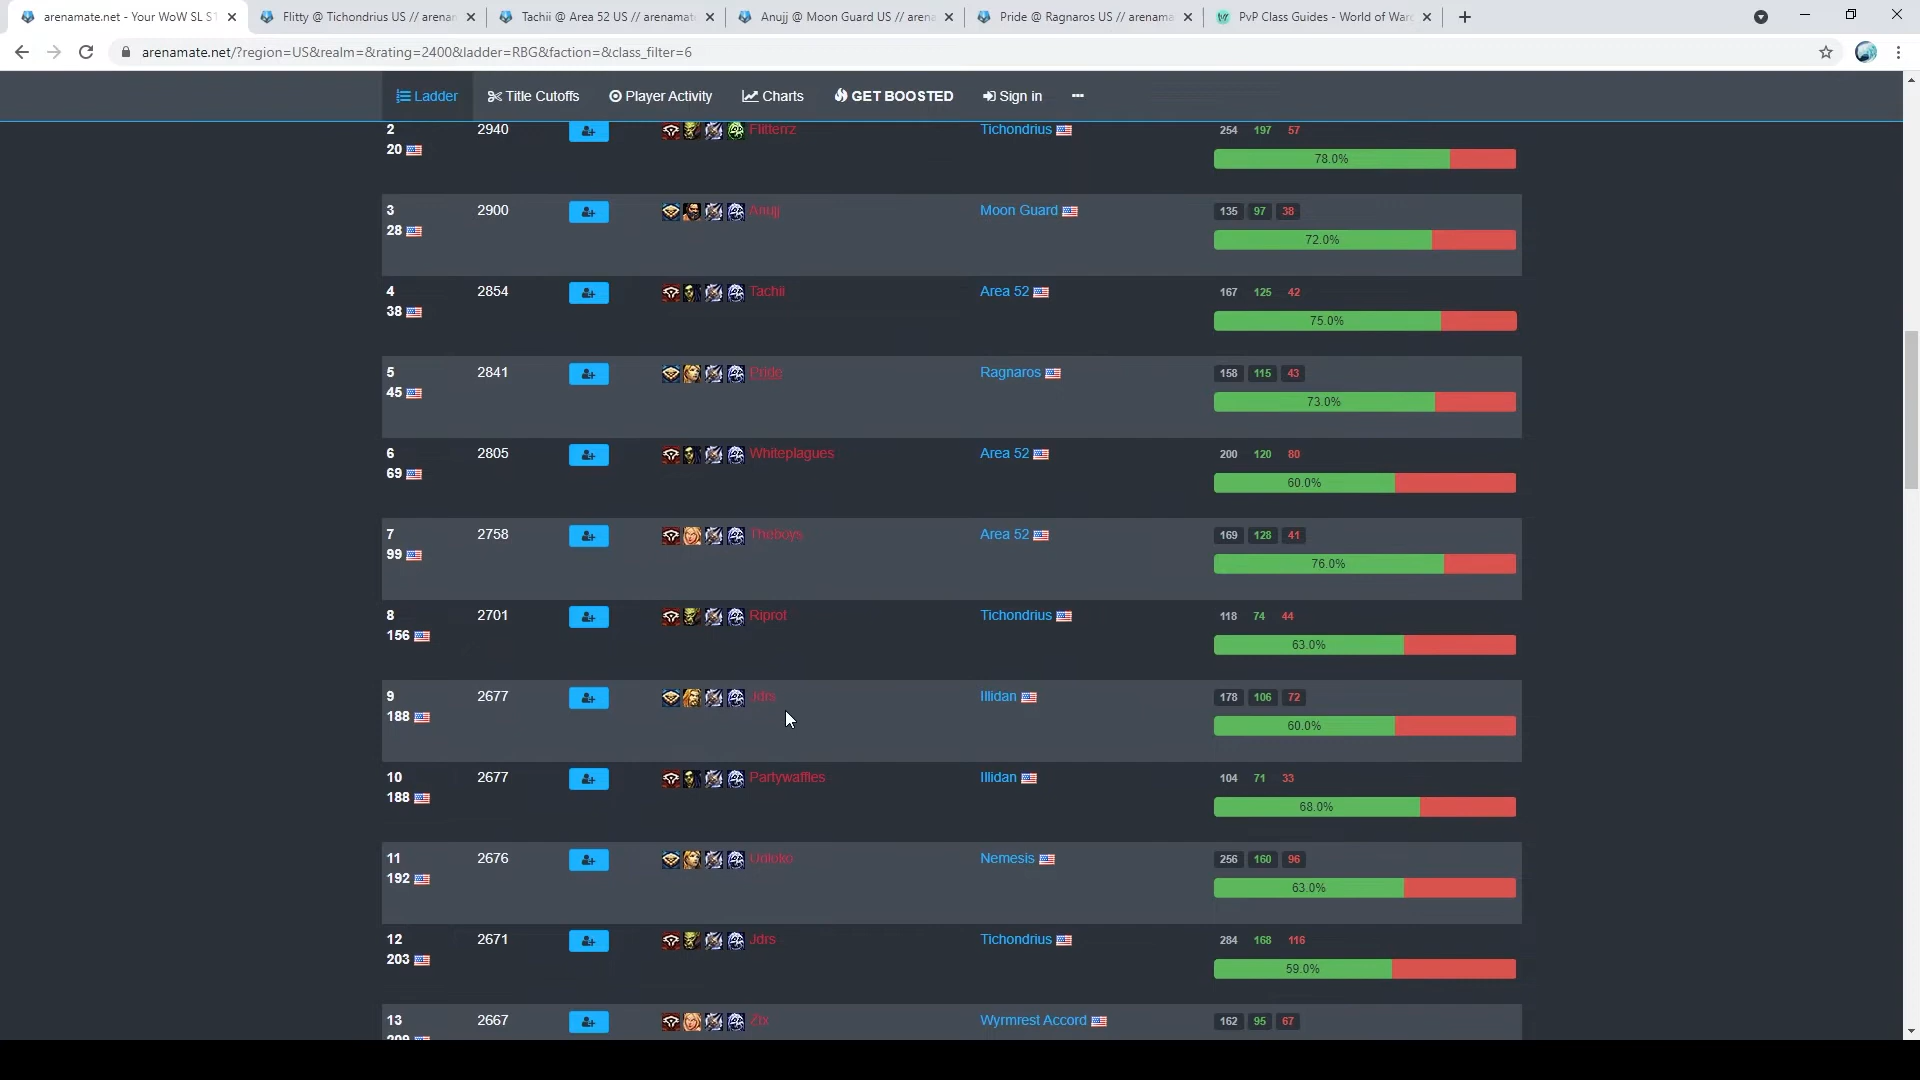 arenamate.net - Your WoW SL S
Flitty @ Tichondrius US // arenan
Tachii @ Area 52 US // arenamat
Anujj @ Moon Guard US // arena
Pride @ Ragnaros US // arenama
PvP Class Guides - World of War
arenamate.net/?region=US&realm=&rating=2400&ladder=RBG&faction=&class_filter=6
Ladder Title Cutoffs Player Activity Charts GET BOOSTED Sign in
2 2940 Flitterrz Tichondrius 254 197 57
20 78.0%
3 2900 Anujj Moon Guard 135 97 38
28 72.0%
4 2854 Tachii Area 52 167 125 42
38 75.0%
5 2841 Pride Ragnaros 158 115 43
45 73.0%
6 2805 Whiteplagues Area 52 200 120 80
69 60.0%
7 2758 Theboys Area 52 169 128 41
99 76.0%
8 2701 Riprot Tichondrius 118 74 44
156 63.0%
9 2677 Jdrs Illidan 178 106 72
188 60.0%
10 2677 Partywaffles Illidan 104 71 33
188 68.0%
11 2676 Nemesis 256 160 96
192 63.0%
12 2671 Jdrs Tichondrius 284 168 116
203 59.0%
13 2667 Ztx Wyrmrest Accord 162 95 67